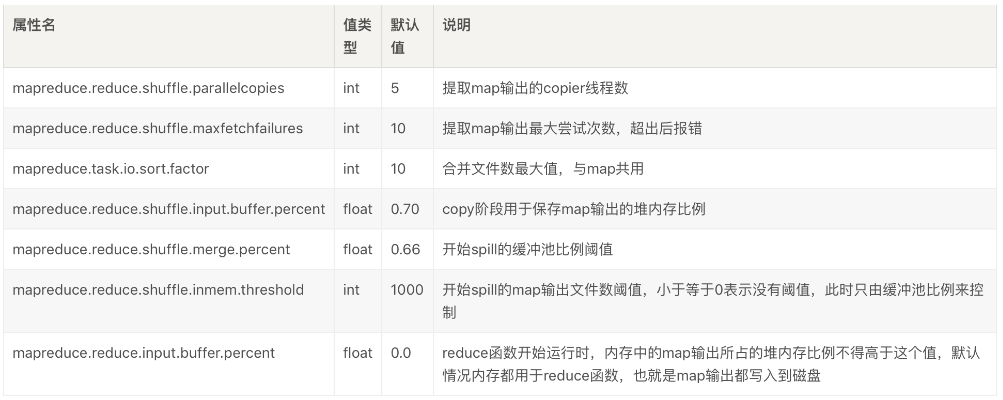 属性名 值类型 默认值 说明
mapreduce.reduce.shuffle.parallelcopies int 5 提取map输出的copier线程数
mapreduce.reduce.shuffle.maxfetchfailures int 10 提取map输出最大尝试次数，超出后报错
mapreduce.task.io.sort.factor int 10 合并文件数最大值，与map共用
mapreduce.reduce.shuffle.input.buffer.percent float 0.70 copy阶段用于保存map输出的堆内存比例
mapreduce.reduce.shuffle.merge.percent float 0.66 开始spill的缓冲池比例阈值
mapreduce.reduce.shuffle.inmem.threshold int 1000 开始spill的map输出文件数阈值，小于等于0表示没有阈值，此时只由缓冲池比例来控
制
mapreduce.reduce.input.buffer.percent float 0.0 reduce函数开始运行时，内存中的map输出所占的堆内存比例不得高于这个值，默认
情况内存都用于reduce函数，也就是map输出都写入到磁盘